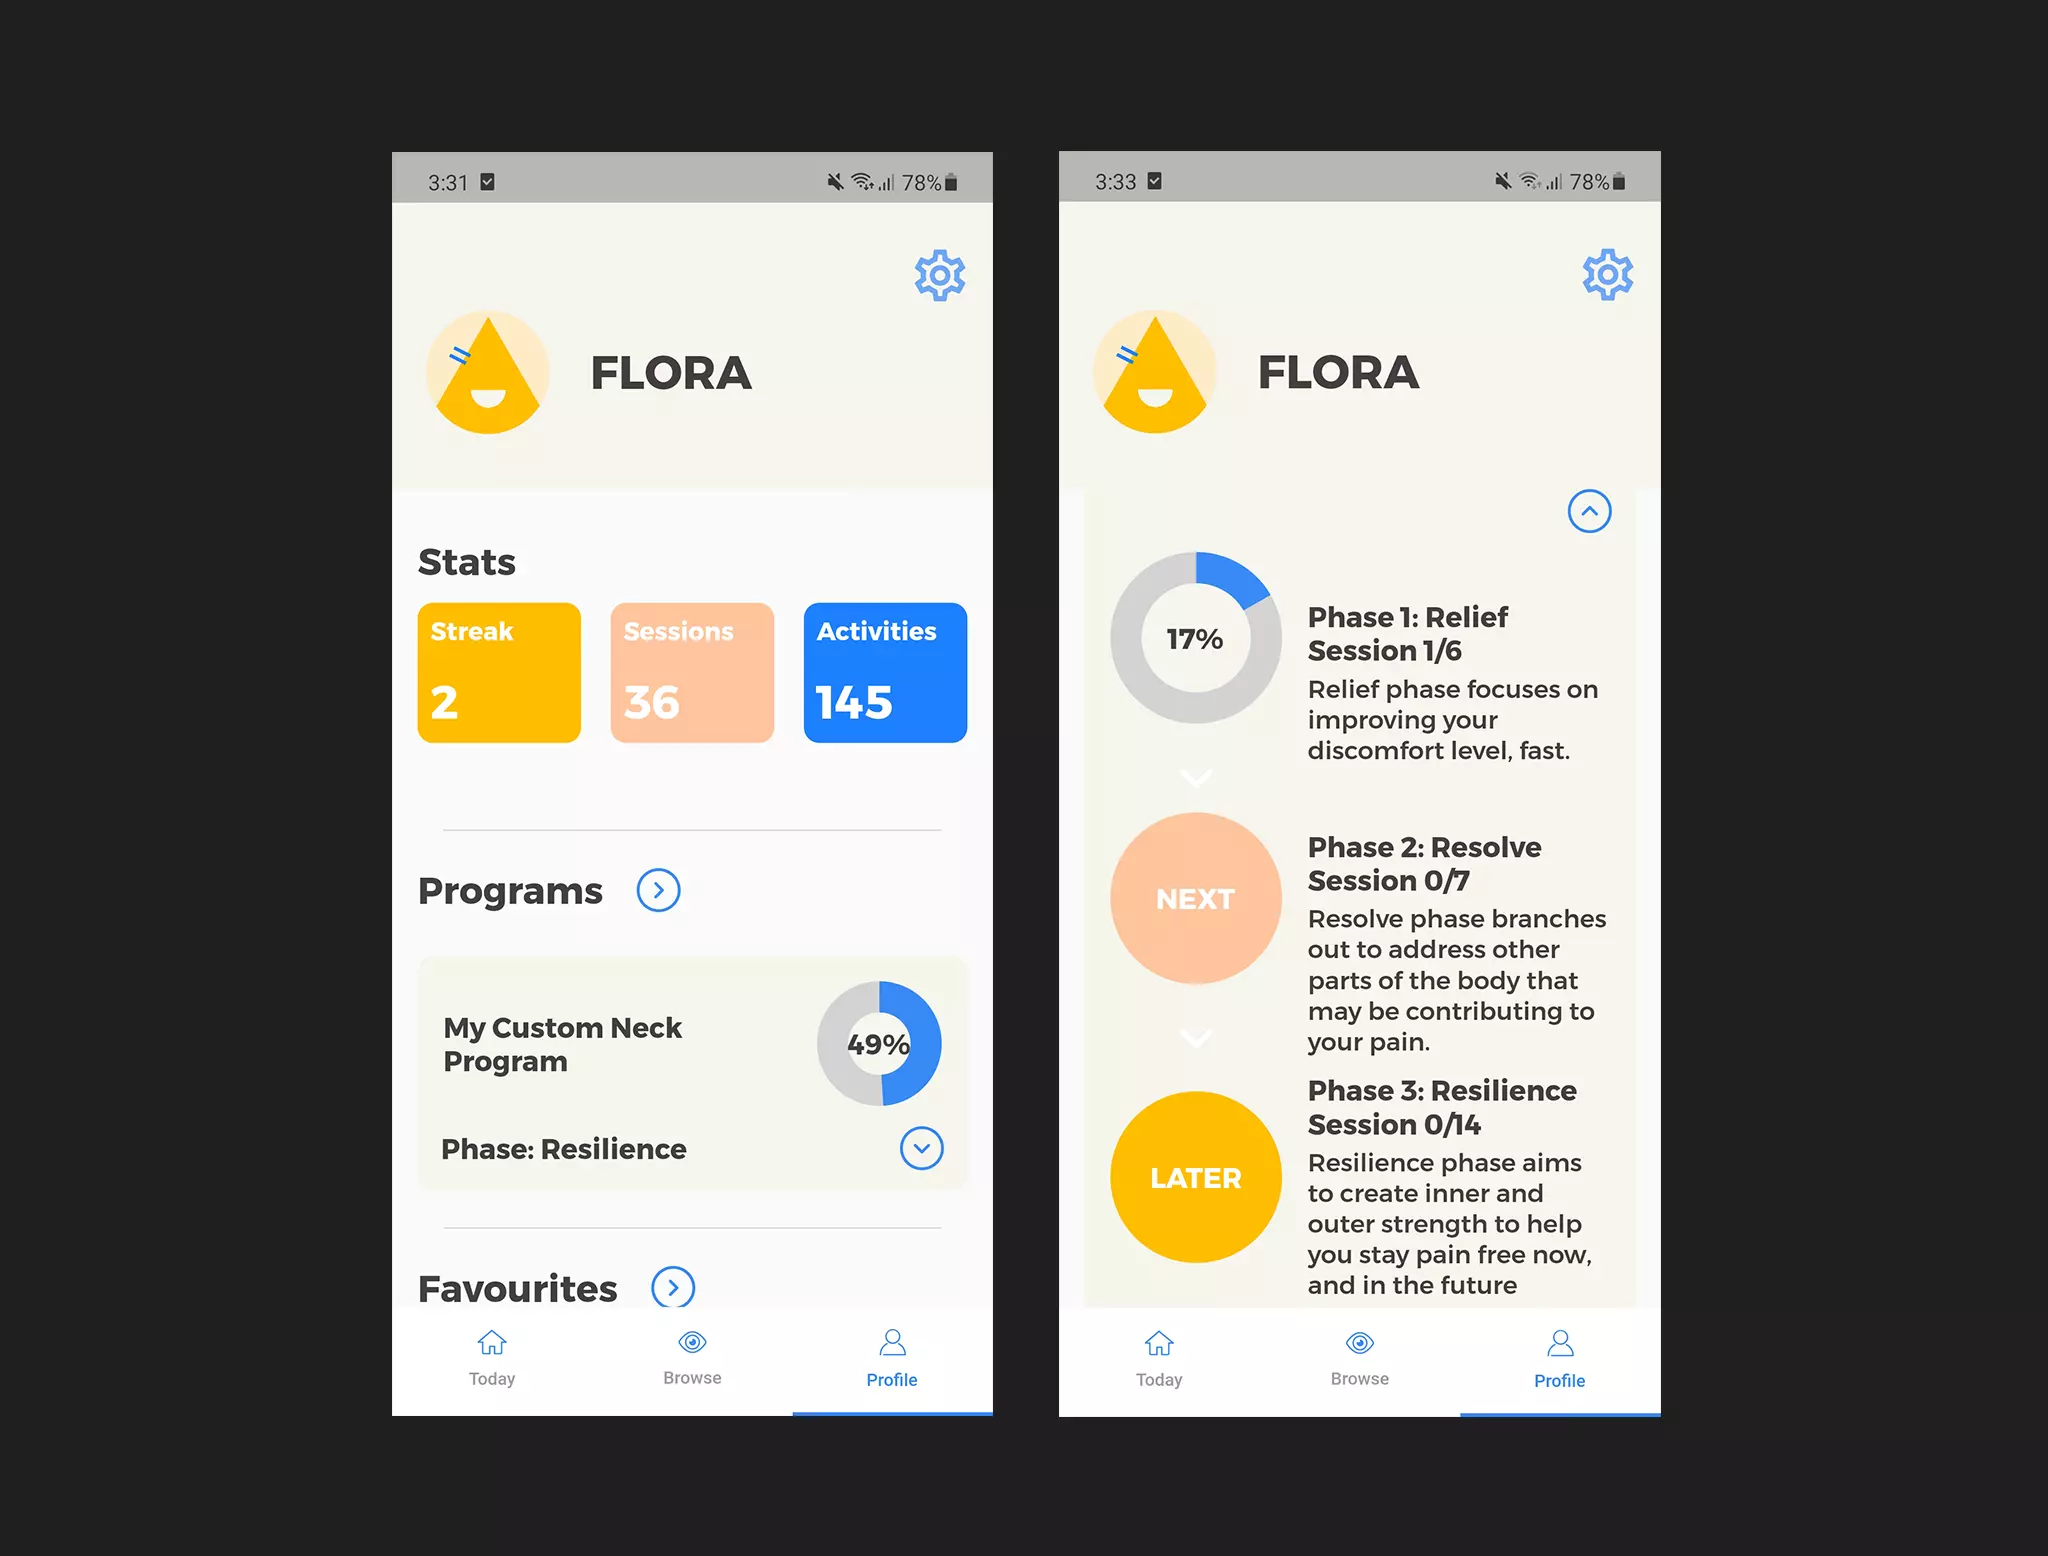 3:31
78%
FLORA
Stats
Streak
2
Sessions
36
Activities
145
Programs
My Custom Neck
Program
49%
Phase: Resilience
Favourites
Today
Browse
Profile
3:33
78%
FLORA
17%
Phase 1: Relief
Session 1/6
Relief phase focuses on
improving your
discomfort level, fast.
NEXT
Phase 2: Resolve
Session 0/7
Resolve phase branches
out to address other
parts of the body that
may be contributing to
your pain.
LATER
Phase 3: Resilience
Session 0/14
Resilience phase aims
to create inner and
outer strength to help
you stay pain free now,
and in the future
Today
Browse
Profile